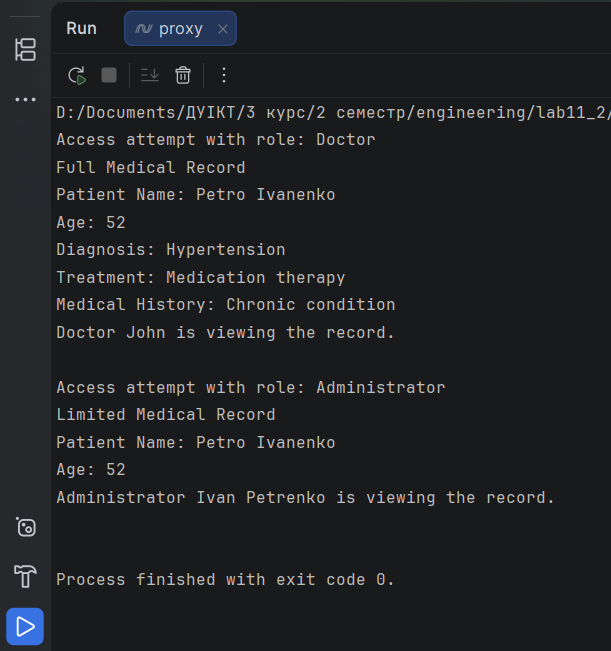 Run proxy
D:/Documents/ДУІКТ/3 курс/2 семестр/engineering/lab11_2/
Access attempt with role: Doctor
Full Medical Record
Patient Name: Petro Ivanenko
Age: 52
Diagnosis: Hypertension
Treatment: Medication therapy
Medical History: Chronic condition
Doctor John is viewing the record.
Access attempt with role: Administrator
Limited Medical Record
Patient Name: Petro Ivanenko
Age: 52
Administrator Ivan Petrenko is viewing the record.
Process finished with exit code 0.